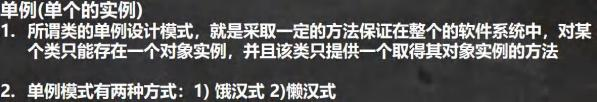 单例(单个的实例)
1. 所谓类的单例设计模式，就是采取一定的方法保证在整个的软件系统中，对某
个类只能存在一个对象实例，并且该类只提供一个取得其对象实例的方法
2. 单例模式有两种方式：1) 饿汉式 2)懒汉式